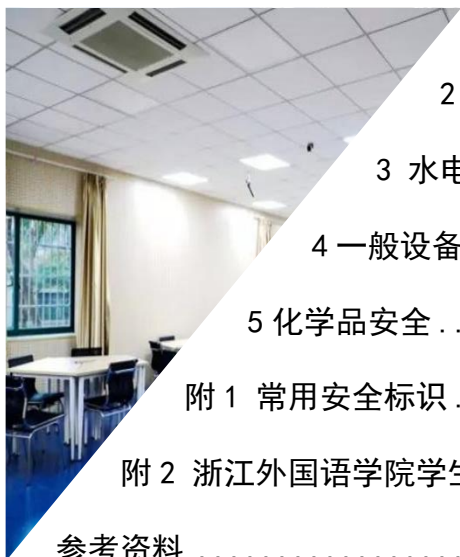 2
3 水电
4 一般设备
5 化学品安全..
附 1 常用安全标识.
附 2 浙江外国语学院学生
参考资料..................